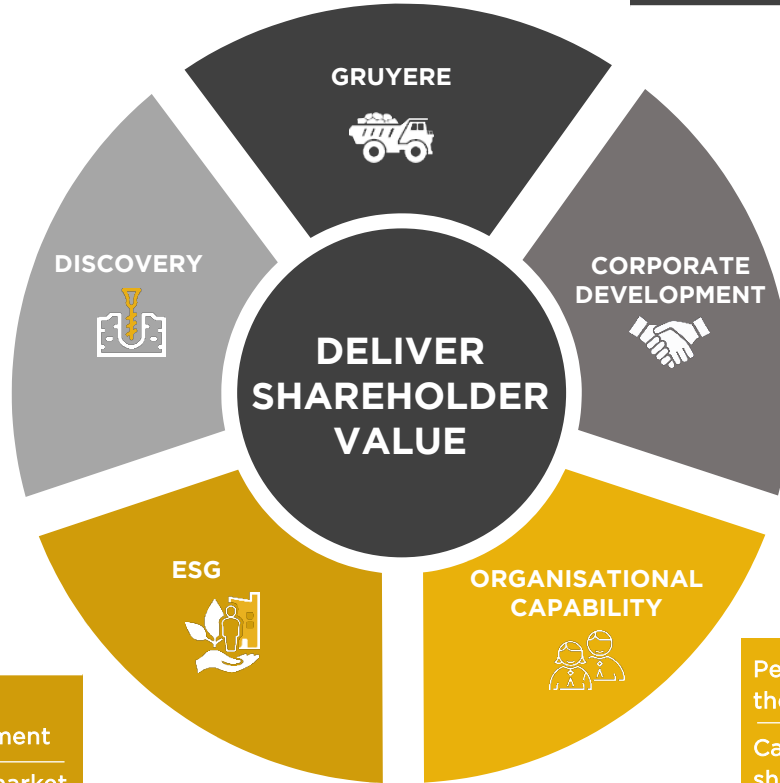 GRUYERE
DISCOVERY
CORPORATE
DEVELOPMENT
DELIVER
SHAREHOLDER
VALUE
ESG
ORGANISATIONAL
CAPABILITY